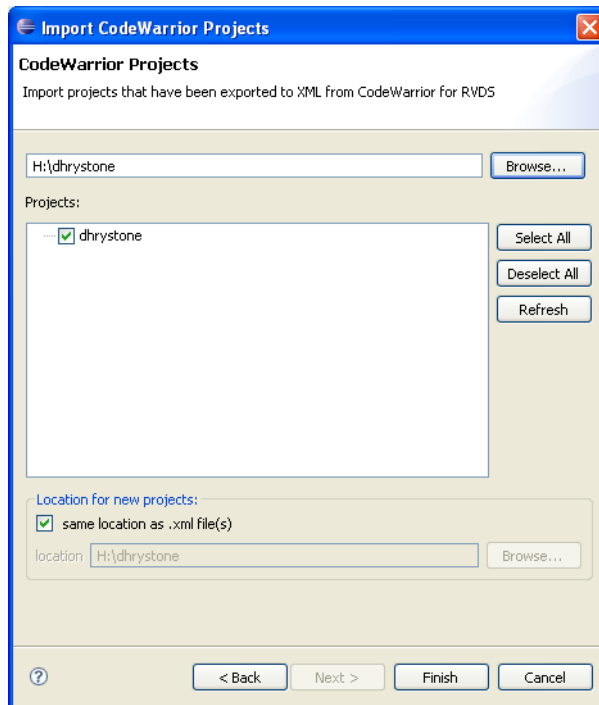 Import CodeWarrior Projects
CodeWarrior Projects
Import projects that have been exported to XML from CodeWarrior for RVDS
H:\dhrystone
Browse...
Projects:
dhrystone
Select All
Deselect All
Refresh
Location for new projects:
same location as .xml file(s)
location
H:\dhrystone
Browse...
?
< Back
Next >
Finish
Cancel